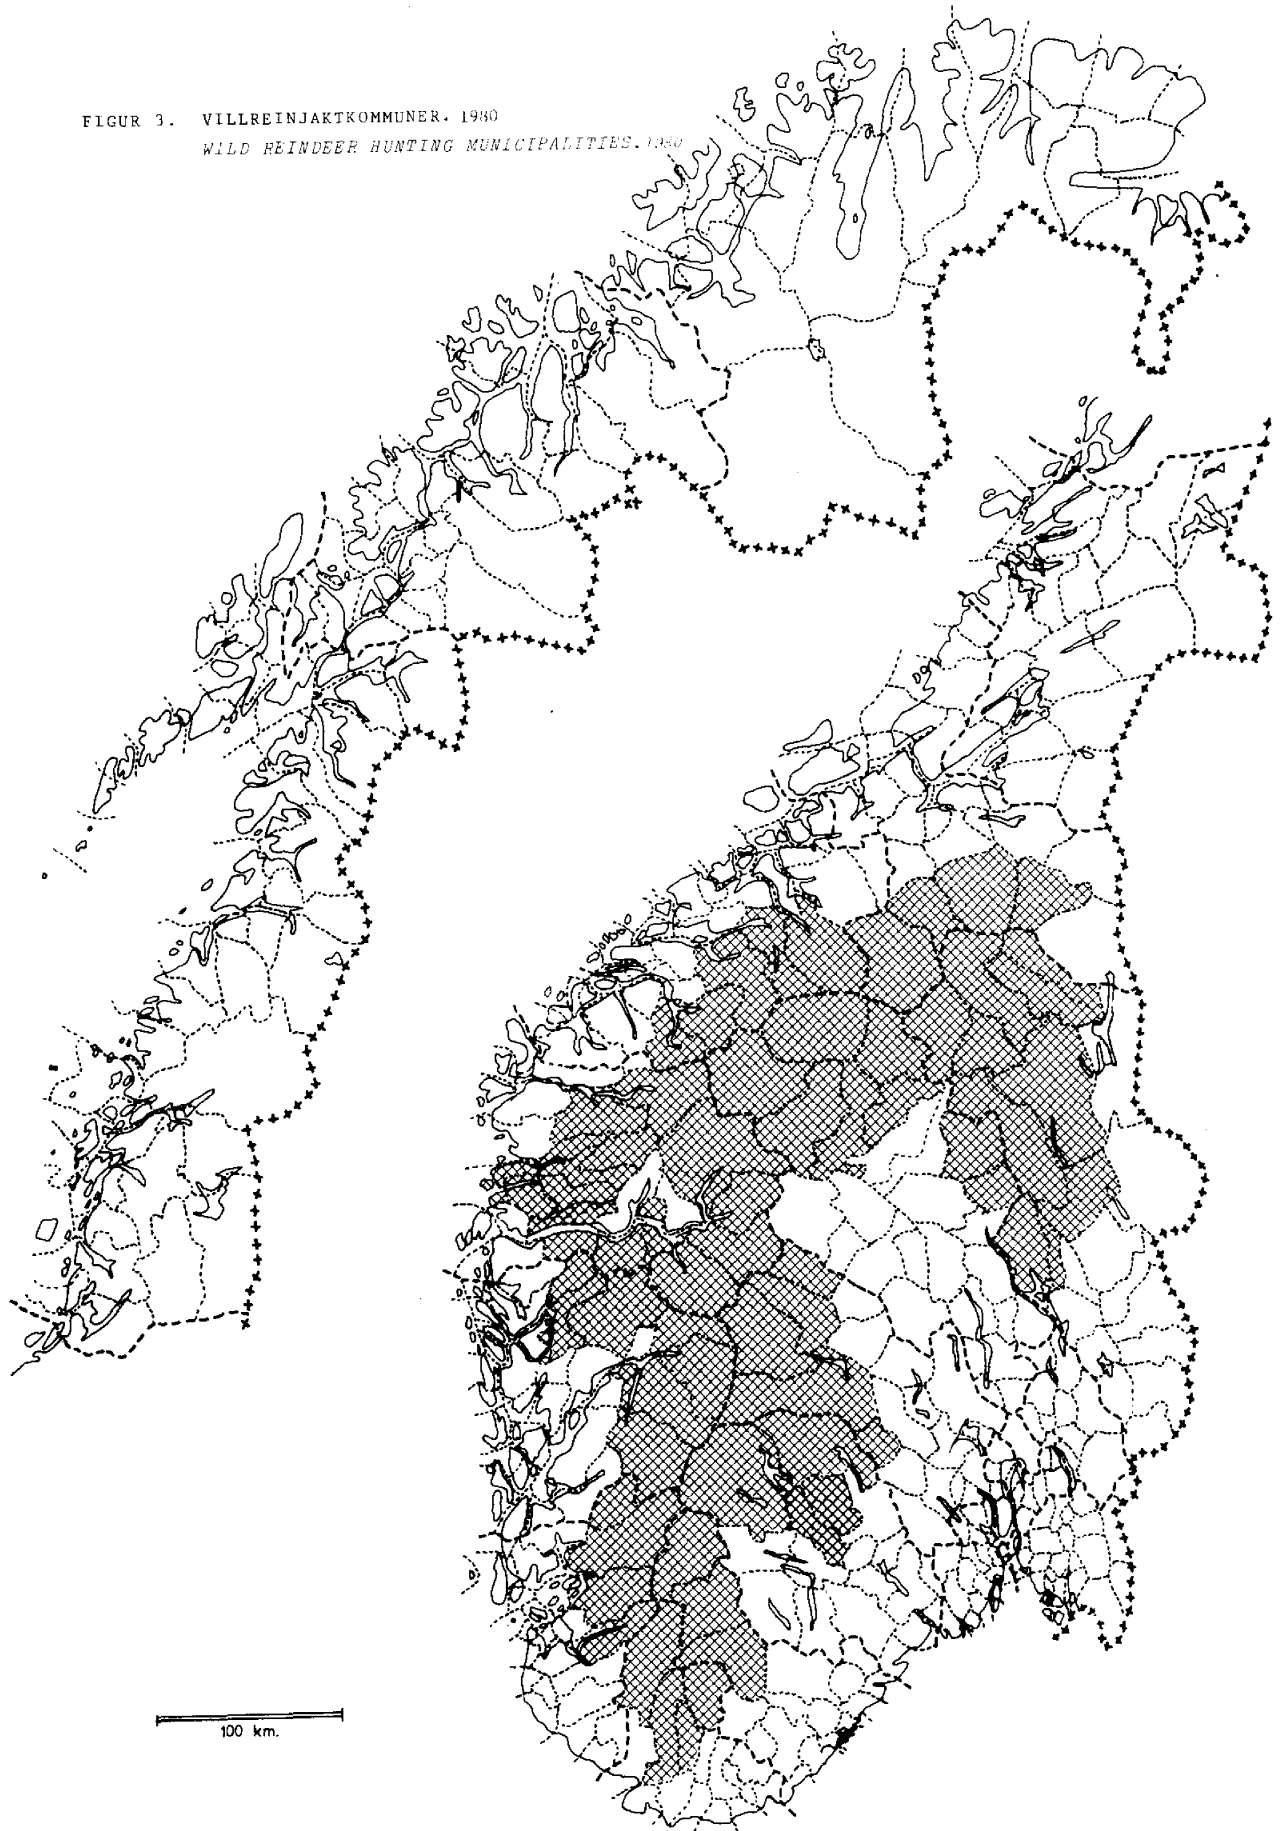 FIGUR 3. VILLREINJAKTKOMMUNER. 1980
WILD REINDEER HUNTING MUNICIPALITIES. 1980
100 km.